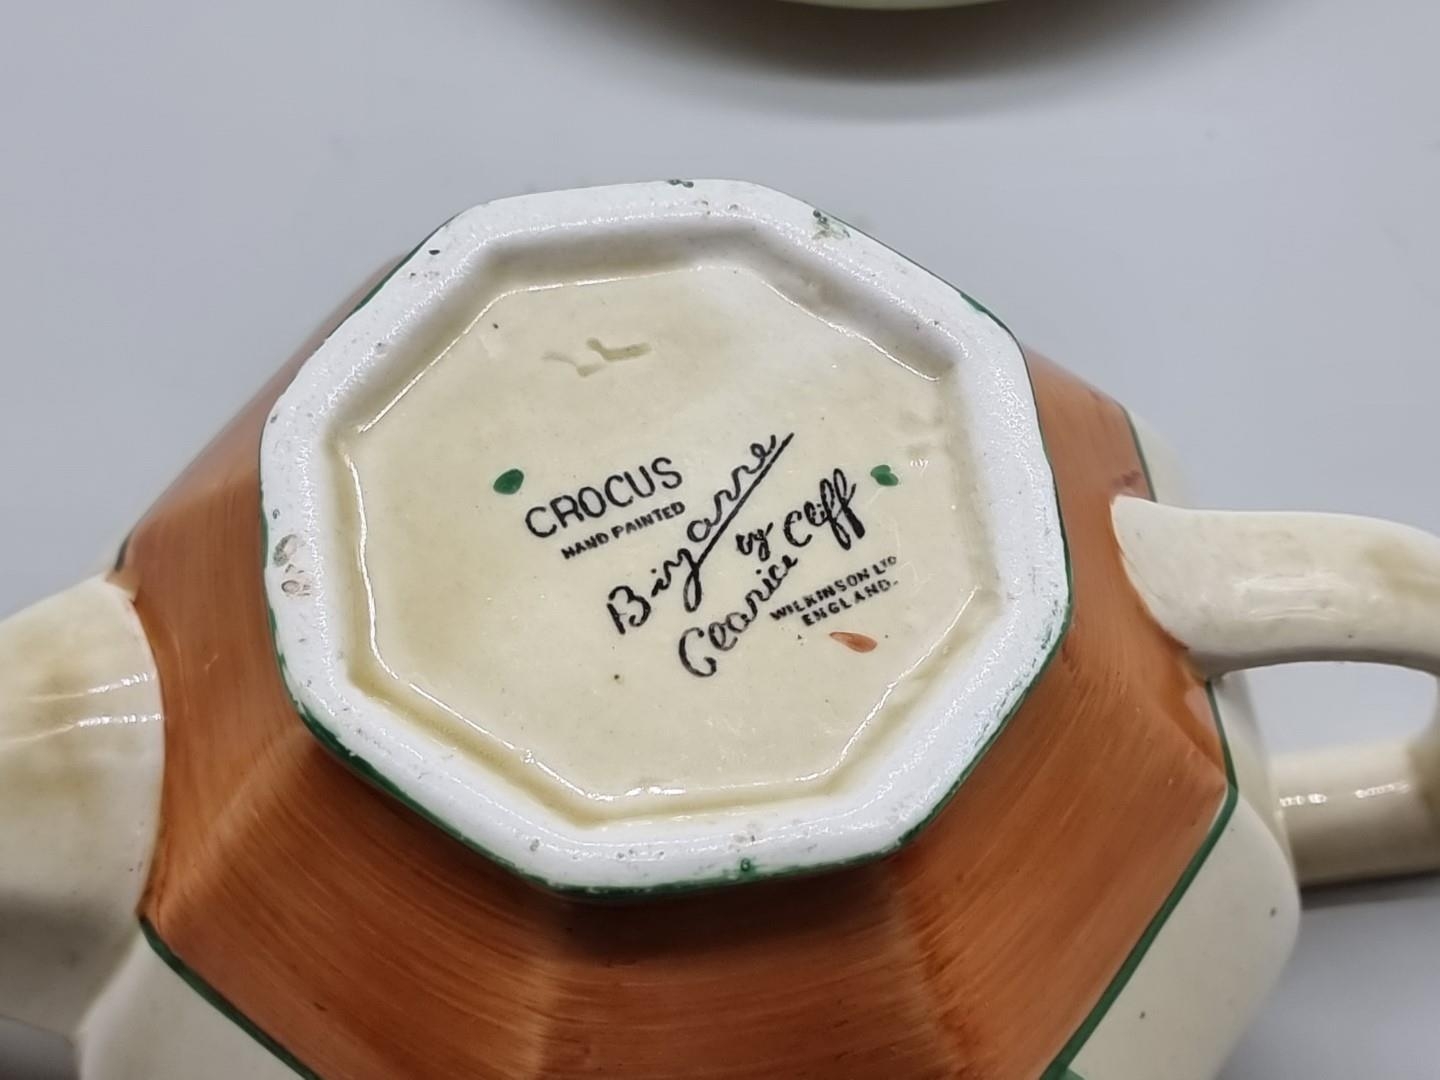 CROCUS
HAND PAINTED
Bizarre
by
Clarice Cliff
WILKINSON LTD
ENGLAND.